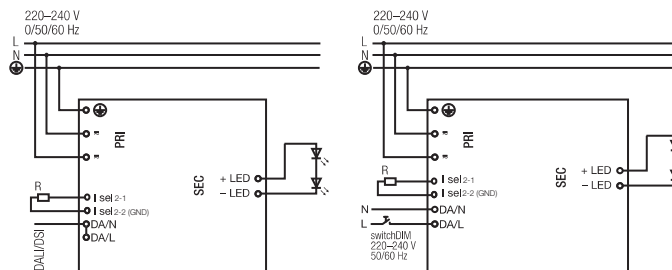 220–240 V
0/50/60 Hz
L
N
PRI
SEC
+ LED
– LED
R
I sel 2-1
I sel 2-2 (GND)
DA/N
DA/L
DALI/DSI
220–240 V
0/50/60 Hz
L
N
PRI
SEC
+ LED
– LED
R
I sel 2-1
I sel 2-2 (GND)
N
DA/N
L
DA/L
switchDIM
220–240 V
50/60 Hz